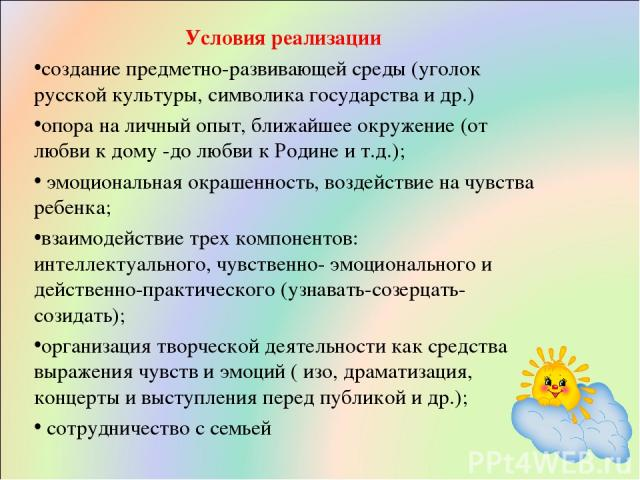 Условия реализации
•создание предметно-развивающей среды (уголок
русской культуры, символика государства и др.)
•опора на личный опыт, ближайшее окружение (от
любви к дому -до любви к Родине и т.д.);
• эмоциональная окрашенность, воздействие на чувства
ребенка;
•взаимодействие трех компонентов:
интеллектуального, чувственно- эмоционального и
действенно-практического (узнавать-созерцать-
созидать);
•организация творческой деятельности как средства
выражения чувств и эмоций ( изо, драматизация,
концерты и выступления перед публикой и др.);
• сотрудничество с семьей
PPt4WEB.ru